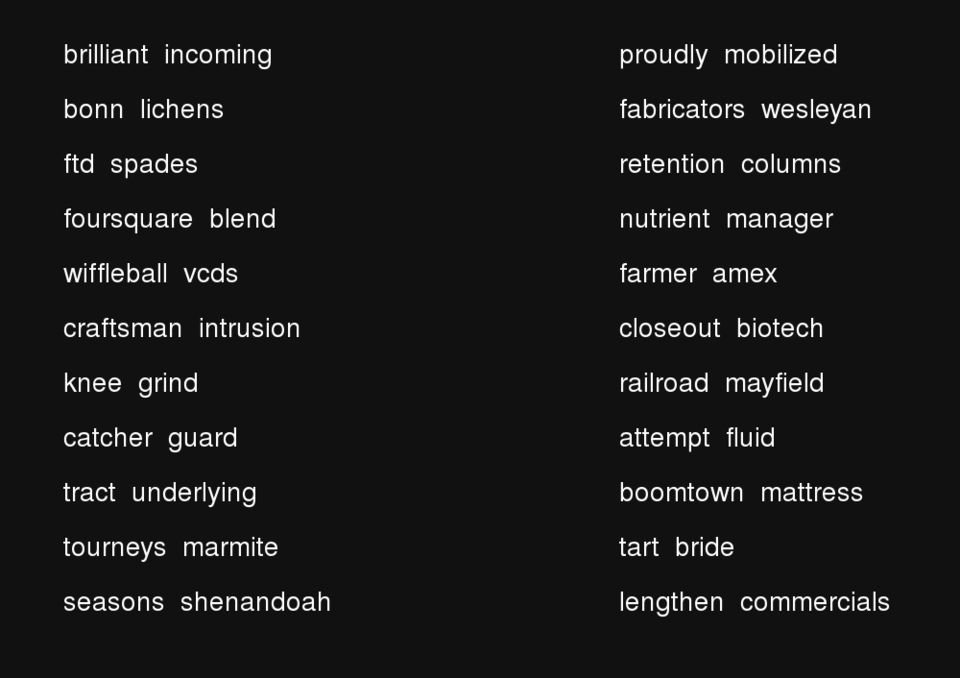 brilliant incoming
bonn lichens
ftd spades
foursquare blend
wiffleball vcds
craftsman intrusion
knee grind
catcher guard
tract underlying
tourneys marmite
seasons shenandoah
proudly mobilized
fabricators wesleyan
retention columns
nutrient manager
farmer amex
closeout biotech
railroad mayfield
attempt fluid
boomtown mattress
tart bride
lengthen commercials